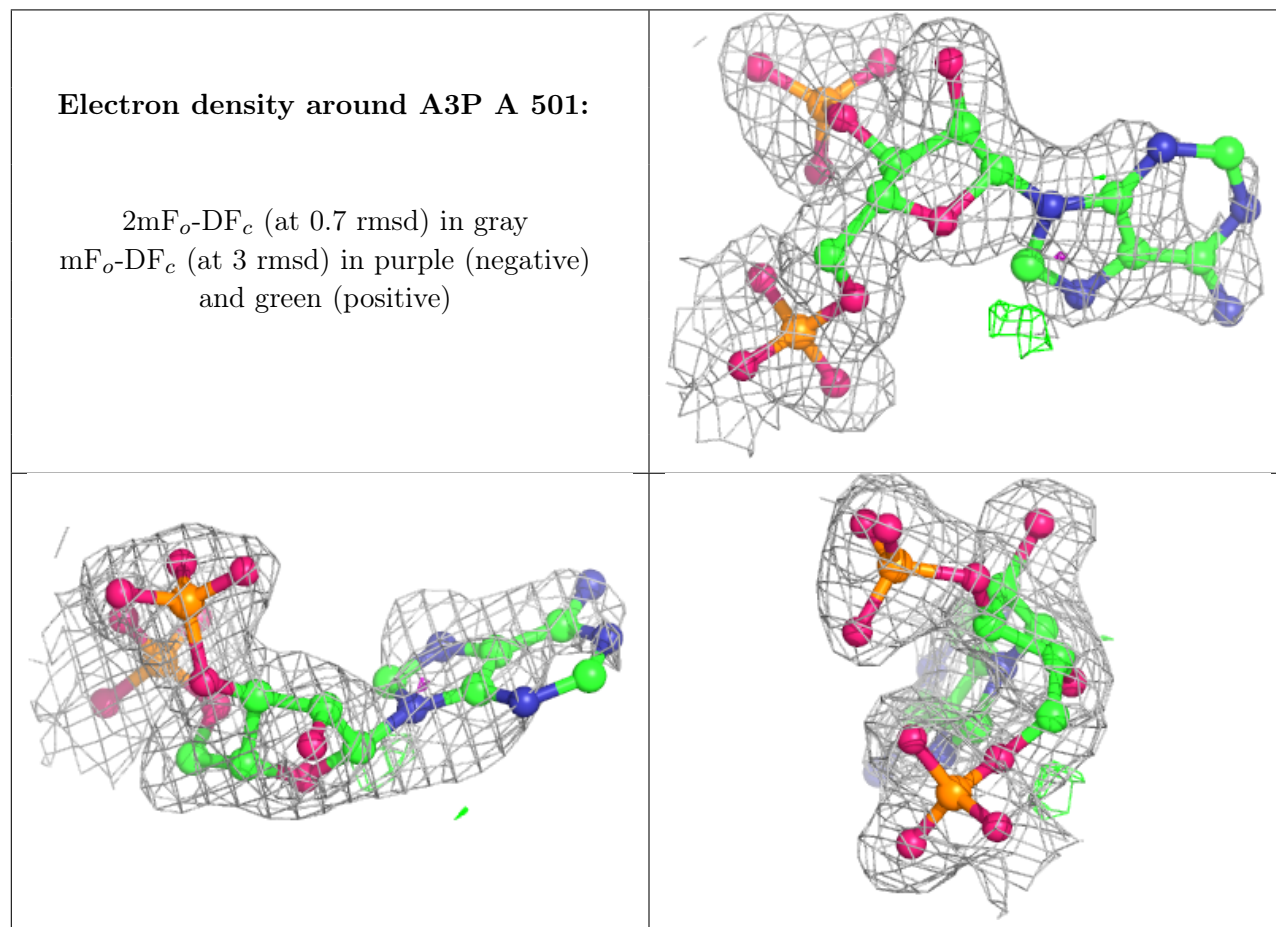 Electron density around A3P A 501:
2mFo-DFc (at 0.7 rmsd) in gray
mFo-DFc (at 3 rmsd) in purple (negative)
and green (positive)